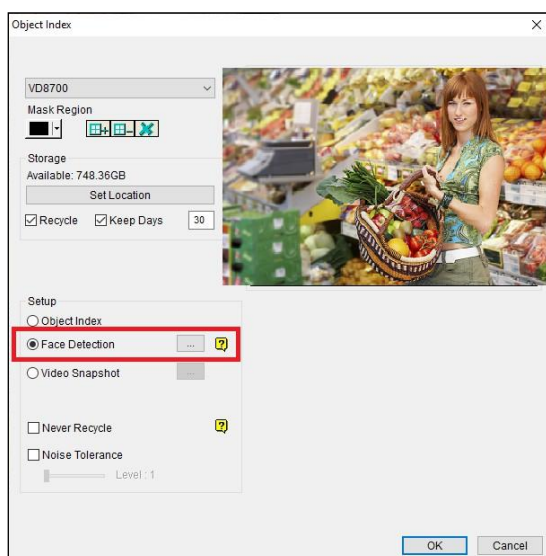 Object Index
VD8700
Mask Region
Storage
Available: 748.36GB
Set Location
Recycle Keep Days 30
Setup
Object Index
Face Detection ... ?
Video Snapshot ...
Never Recycle ?
Noise Tolerance
Level : 1
OK Cancel